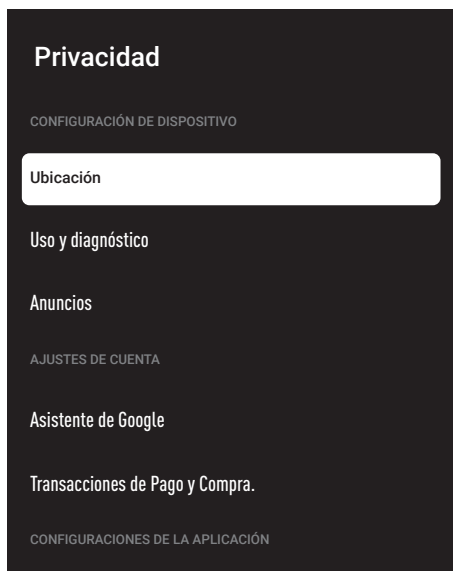 Privacidad
CONFIGURACIÓN DE DISPOSITIVO
Ubicación
Uso y diagnóstico
Anuncios
AJUSTES DE CUENTA
Asistente de Google
Transacciones de Pago y Compra.
CONFIGURACIONES DE LA APLICACIÓN